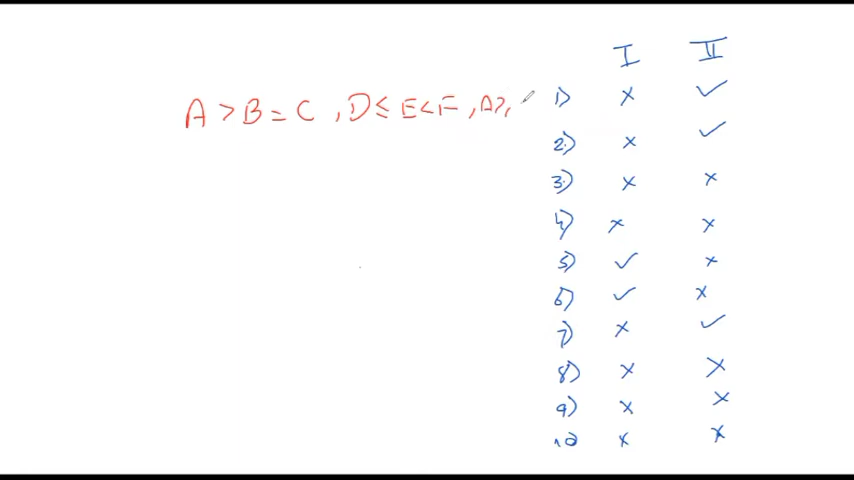 I II
A > B = C , D ≤ E < F , A >,
1) × ✓
2) × ✓
3) × ×
4) × ×
5) ✓ ×
6) ✓ ×
7) × ✓
8) × ×
9) × ×
10 × ×